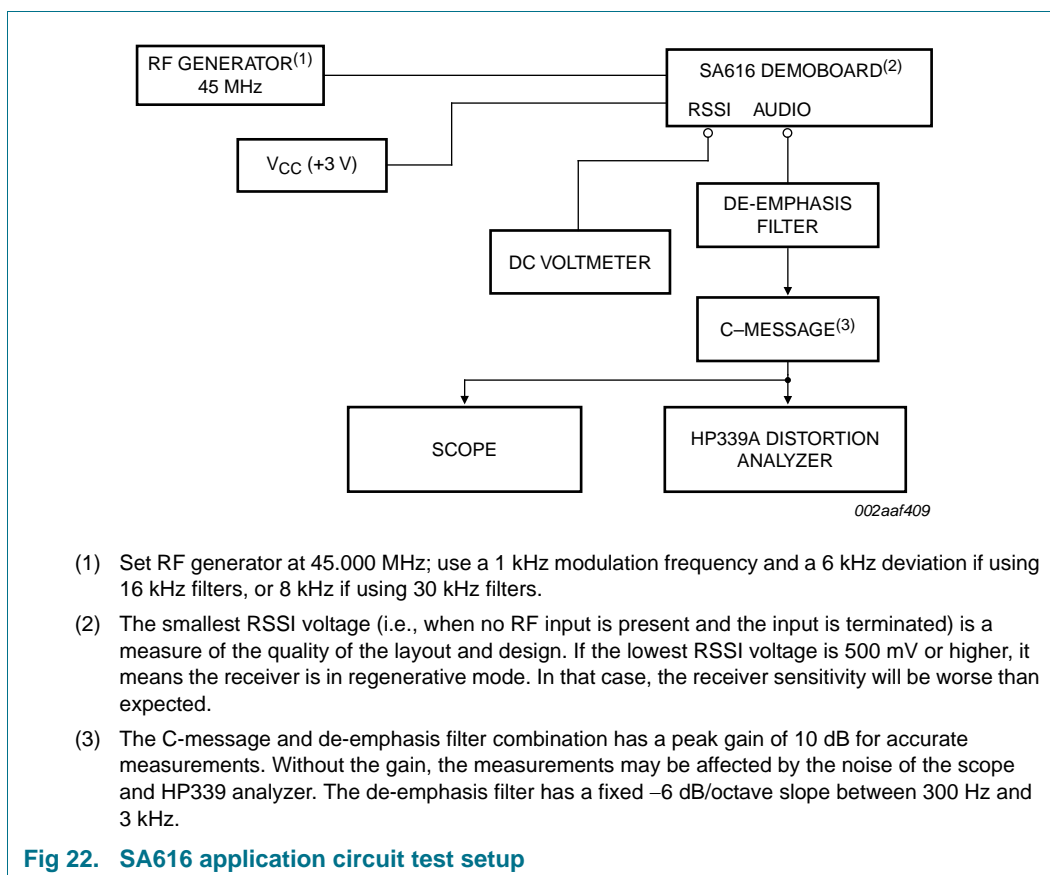 RF GENERATOR(1)
45 MHz
SA616 DEMOBOARD(2)
RSSI AUDIO
VCC (+3 V)
DE-EMPHASIS
FILTER
DC VOLTMETER
C–MESSAGE(3)
SCOPE
HP339A DISTORTION
ANALYZER
002aaf409
(1) Set RF generator at 45.000 MHz; use a 1 kHz modulation frequency and a 6 kHz deviation if using
16 kHz filters, or 8 kHz if using 30 kHz filters.
(2) The smallest RSSI voltage (i.e., when no RF input is present and the input is terminated) is a
measure of the quality of the layout and design. If the lowest RSSI voltage is 500 mV or higher, it
means the receiver is in regenerative mode. In that case, the receiver sensitivity will be worse than
expected.
(3) The C-message and de-emphasis filter combination has a peak gain of 10 dB for accurate
measurements. Without the gain, the measurements may be affected by the noise of the scope
and HP339 analyzer. The de-emphasis filter has a fixed −6 dB/octave slope between 300 Hz and
3 kHz.
Fig 22. SA616 application circuit test setup